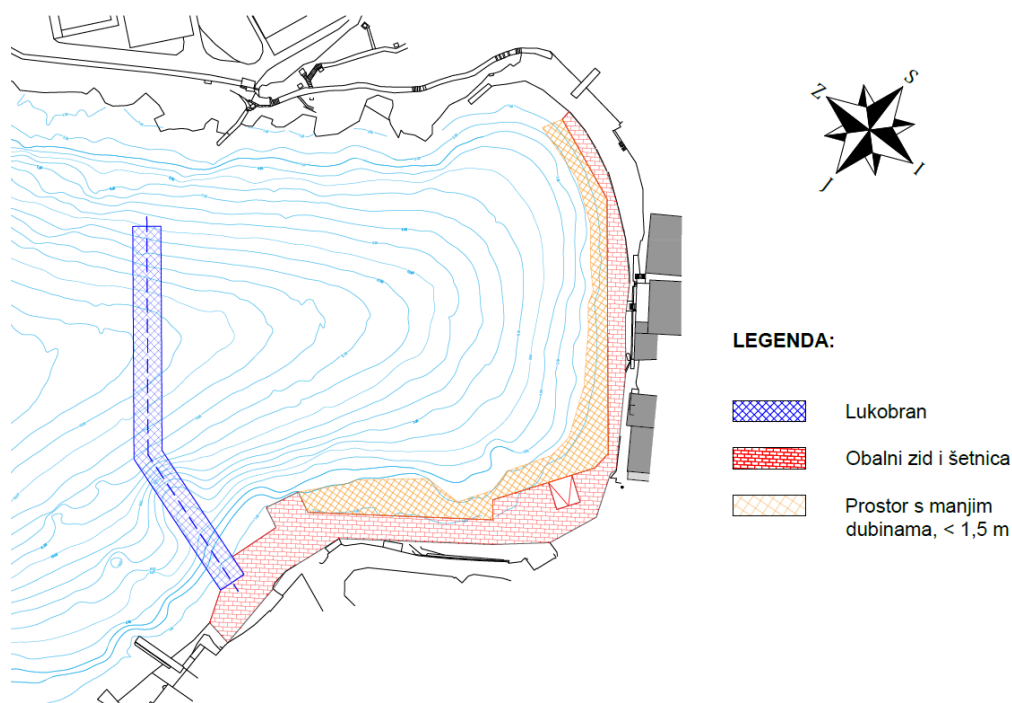 S
Z
I
J
LEGENDA:
Lukobran
Obalni zid i šetnica
Prostor s manjim
dubinama, < 1,5 m